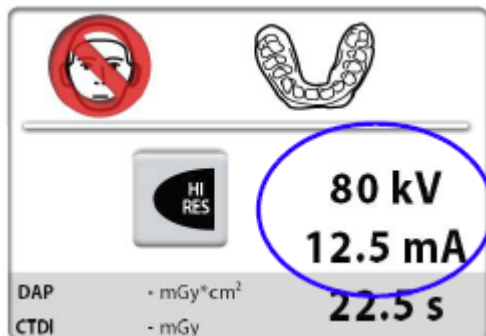 HI
RES
80 kV
12.5 mA
DAP - mGy*cm²
22.5 s
CTDI - mGy